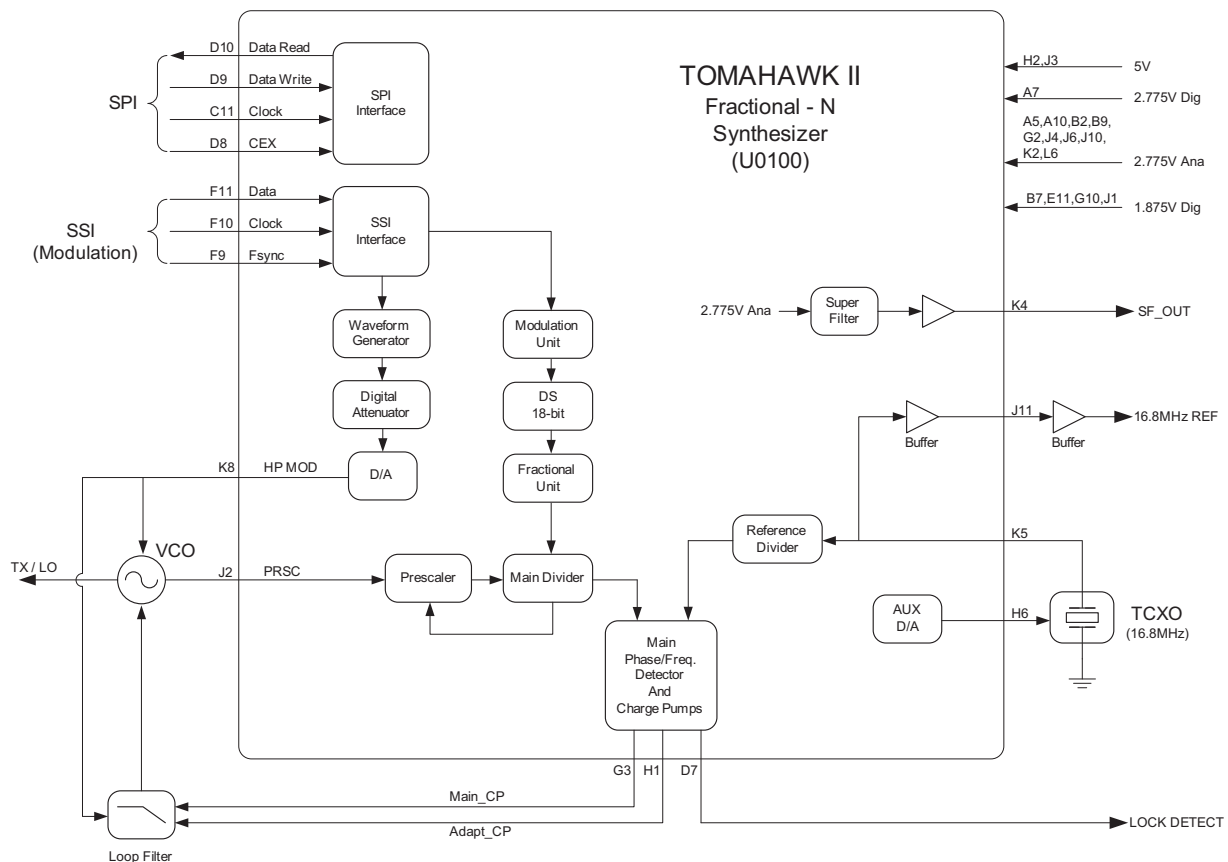 D10 Data Read
D9 Data Write
C11 Clock
D8 CEX
SPI
SPI
Interface
F11 Data
F10 Clock
F9 Fsync
SSI
(Modulation)
SSI
Interface
TOMAHAWK II
Fractional - N
Synthesizer
(U0100)
H2,J3
5V
A7
2.775V Dig
A5,A10,B2,B9,
G2,J4,J6,J10,
K2,L6
2.775V Ana
B7,E11,G10,J1
1.875V Dig
2.775V Ana
Super
Filter
K4
SF_OUT
Waveform
Generator
Modulation
Unit
Digital
Attenuator
DS
18-bit
Buffer
J11
Buffer
16.8MHz REF
K8 HP MOD
D/A
Fractional
Unit
Reference
Divider
K5
TX / LO
VCO
J2 PRSC
Prescaler
Main Divider
AUX
D/A
H6
TCXO
(16.8MHz)
Main
Phase/Freq.
Detector
And
Charge Pumps
G3 H1 D7
Main_CP
Adapt_CP
LOCK DETECT
Loop Filter